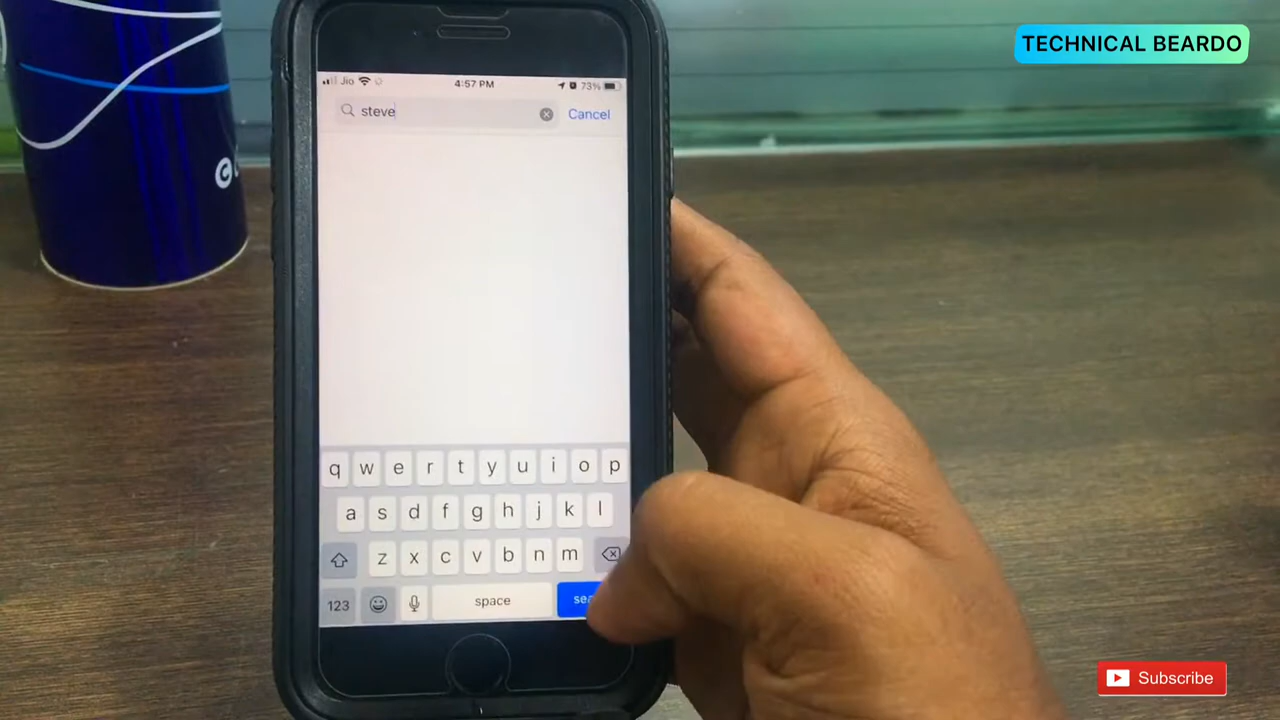 TECHNICAL BEARDO
Jio 4:57 PM 73%
steve Cancel
q w e r t y u i o p
a s d f g h j k l
z x c v b n m
123 space
Subscribe